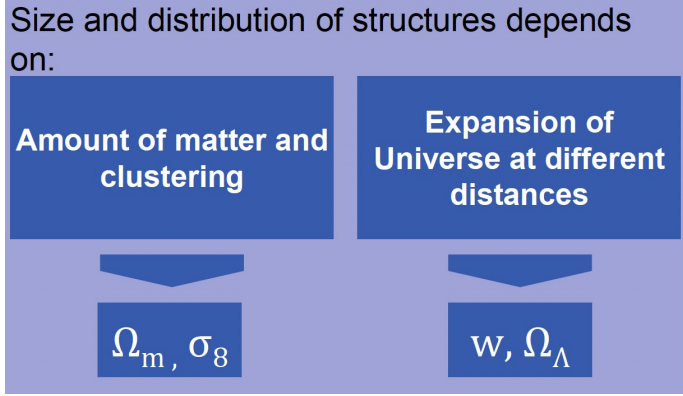 Size and distribution of structures depends
on:
Amount of matter and
clustering
Expansion of
Universe at different
distances
Ωm , σ8
w, ΩΛ